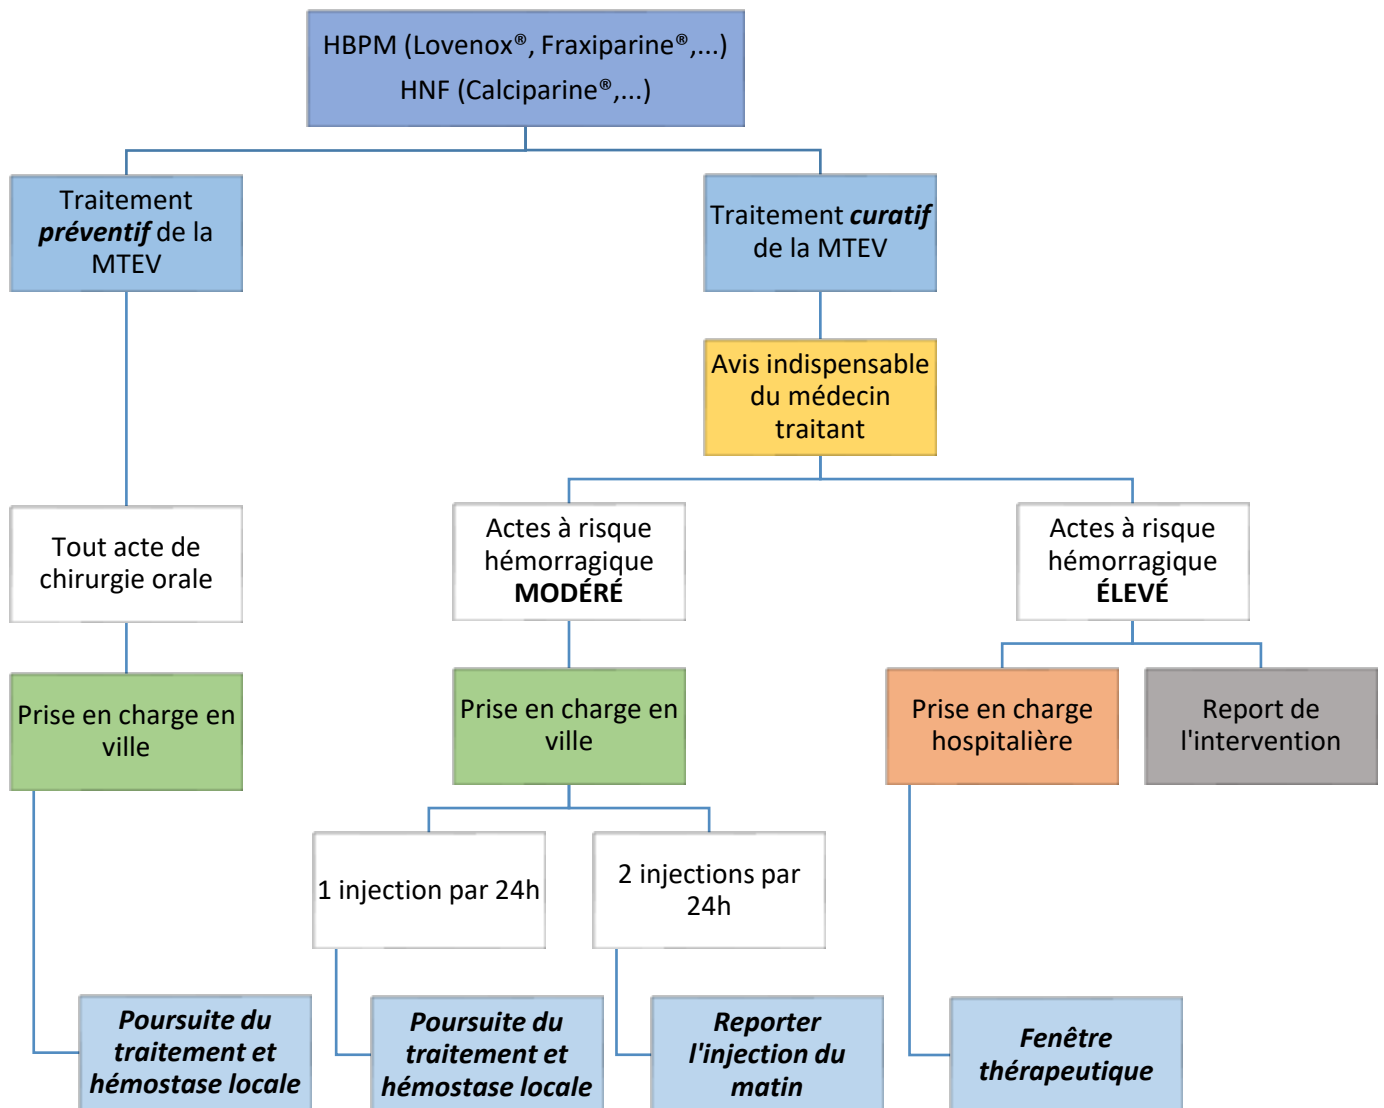 HBPM (Lovenox®, Fraxiparine®,...)
HNF (Calciparine®,...)
Traitement
préventif de la
MTEV
Traitement curatif
de la MTEV
Avis indispensable
du médecin
traitant
Tout acte de
chirurgie orale
Actes à risque
hémorragique
MODÉRÉ
Actes à risque
hémorragique
ÉLEVÉ
Prise en charge en
ville
Prise en charge en
ville
Prise en charge
hospitalière
Report de
l'intervention
1 injection par 24h
2 injections par
24h
Poursuite du
traitement et
hémostase locale
Poursuite du
traitement et
hémostase locale
Reporter
l'injection du
matin
Fenêtre
thérapeutique